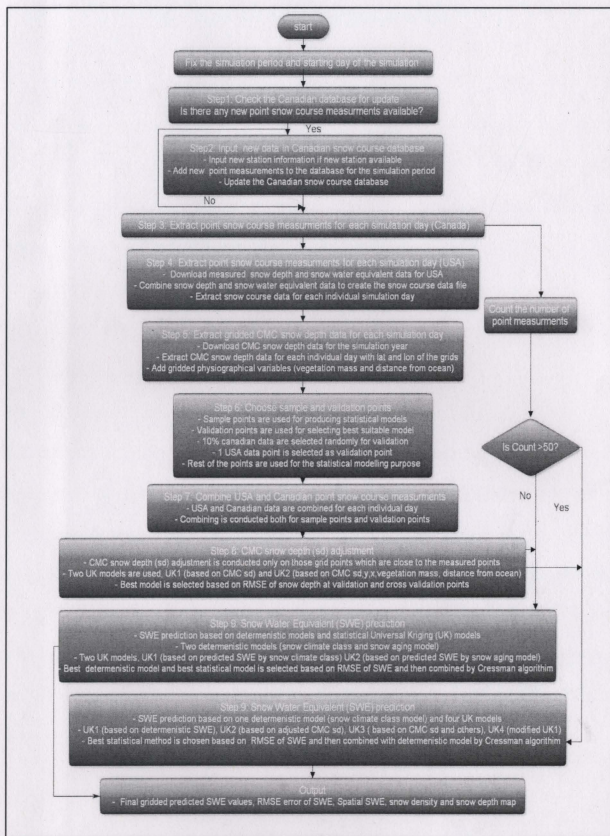 start
Fix the simulation period and starting day of the simulation
Step1: Check the Canadian database for update
Is there any new point snow course measurments available?
Yes
Step2: Input new data in Canadian snow course database
- Input new station information if new station available
- Add new point measurements to the database for the simulation period
- Update the Canadian snow course database
No
Step 3: Extract point snow course measurments for each simulation day (Canada)
Step 4: Extract point snow course measurments for each simulation day (USA)
- Download measured snow depth and snow water equivalent data for USA
- Combine snow depth and snow water equivalent data to create the snow course data file
- Extract snow course data for each individual simulation day
Count the number of
point measurments
Step 5: Extract gridded CMC snow depth data for each simulation day
- Download CMC snow depth data for the simulation year
- Extract CMC snow depth data for each individual day with lat and lon of the grids
- Add gridded physiographical variables (vegetation mass and distance from ocean)
Step 6: Choose sample and validation points
- Sample points are used for producing statistical models
- Validation points are used for selecting best suitable model
- 10% canadian data are selected randomly for validation
- 1 USA data point is selected as validation point
- Rest of the points are used for the statistical modelling purpose
Is Count >50?
No
Yes
Step 7: Combine USA and Canadian point snow course measurments
- USA and Canadian data are combined for each individual day
- Combining is conducted both for sample points and validation points
Step 8: CMC snow depth (sd) adjustment
- CMC snow depth (sd) adjustment is conducted only on those grid points which are close to the measured points
- Two UK models are used, UK1 (based on CMC sd) and UK2 (based on CMC sd,y,x,vegetation mass, distance from ocean)
- Best model is selected based on RMSE of snow depth at validation and cross validation points
Step 9: Snow Water Equivalent (SWE) prediction
- SWE prediction based on determenistic models and statistical Universal Kriging (UK) models
- Two determenistic models (snow climate class and snow aging model)
- Two UK models, UK1 (based on predicted SWE by snow climate class) UK2 (based on predicted SWE by snow aging model)
- Best determenistic model and best statistical model is selected based on RMSE of SWE and then combined by Cressman algorithm
Step 9: Snow Water Equivalent (SWE) prediction
- SWE prediction based on one determenistic model (snow climate class model) and four UK models
- UK1 (based on determenistic SWE), UK2 (based on adjusted CMC sd), UK3 ( based on CMC sd and others), UK4 (modified UK1)
- Best statistical method is chosen based on RMSE of SWE and then combined with determenistic model by Cressman algorithm
Output
- Final gridded predicted SWE values, RMSE error of SWE, Spatial SWE, snow density and snow depth map